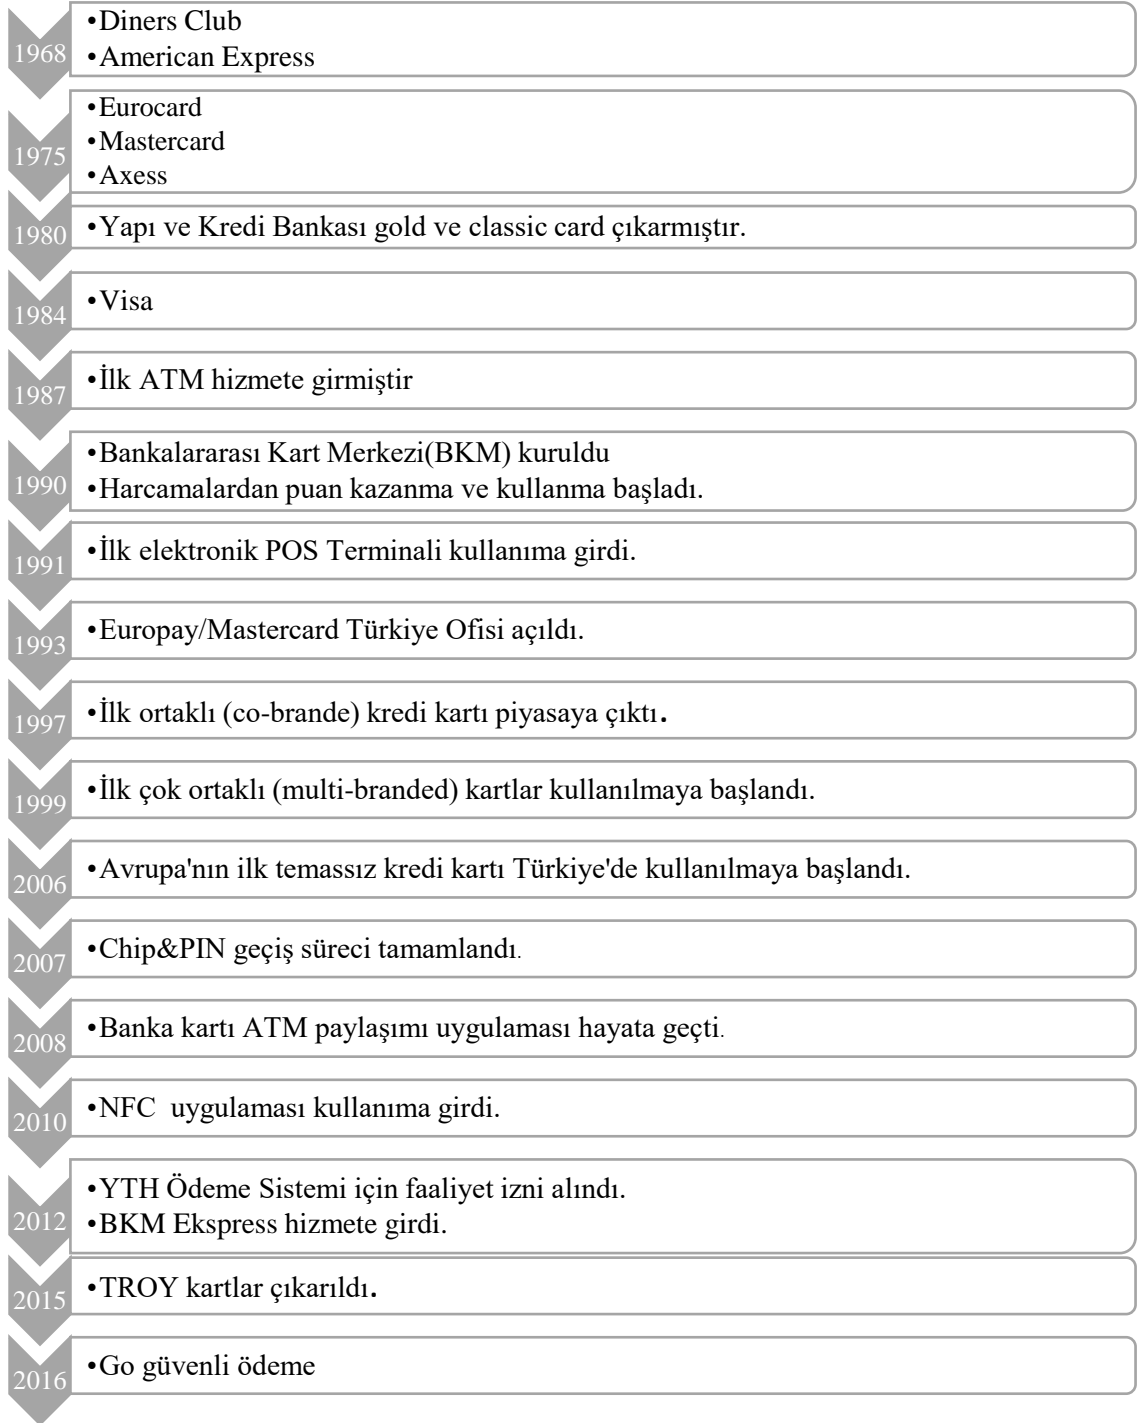 1968
•Diners Club
•American Express
1975
•Eurocard
•Mastercard
•Axess
1980
•Yapı ve Kredi Bankası gold ve classic card çıkarmıştır.
1984
•Visa
1987
•İlk ATM hizmete girmiştir
1990
•Bankalararası Kart Merkezi(BKM) kuruldu
•Harcamalardan puan kazanma ve kullanma başladı.
1991
•İlk elektronik POS Terminali kullanıma girdi.
1993
•Europay/Mastercard Türkiye Ofisi açıldı.
1997
•İlk ortaklı (co-brande) kredi kartı piyasaya çıktı.
1999
•İlk çok ortaklı (multi-branded) kartlar kullanılmaya başlandı.
2006
•Avrupa'nın ilk temassız kredi kartı Türkiye'de kullanılmaya başlandı.
2007
•Chip&PIN geçiş süreci tamamlandı.
2008
•Banka kartı ATM paylaşımı uygulaması hayata geçti.
2010
•NFC  uygulaması kullanıma girdi.
2012
•YTH Ödeme Sistemi için faaliyet izni alındı.
•BKM Ekspress hizmete girdi.
2015
•TROY kartlar çıkarıldı.
2016
•Go güvenli ödeme